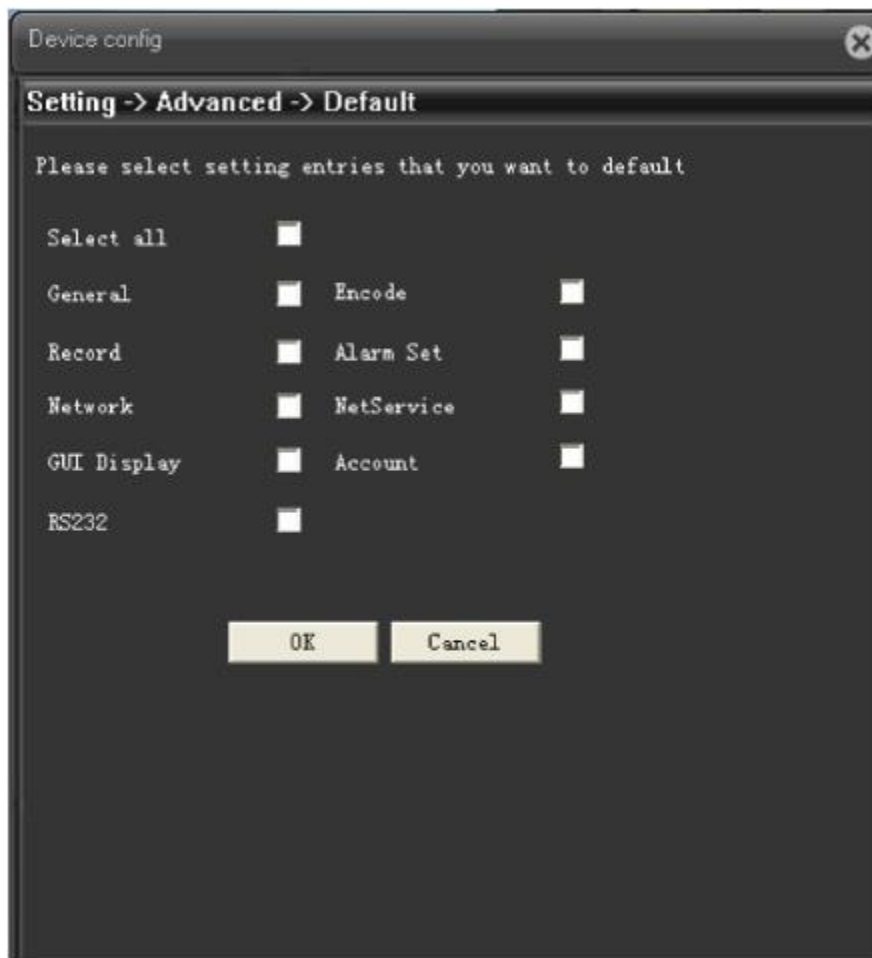 Device config
Setting -> Advanced -> Default
Please select setting entries that you want to default
Select all
General Encode
Record Alarm Set
Network NetService
GUI Display Account
RS232
OK Cancel